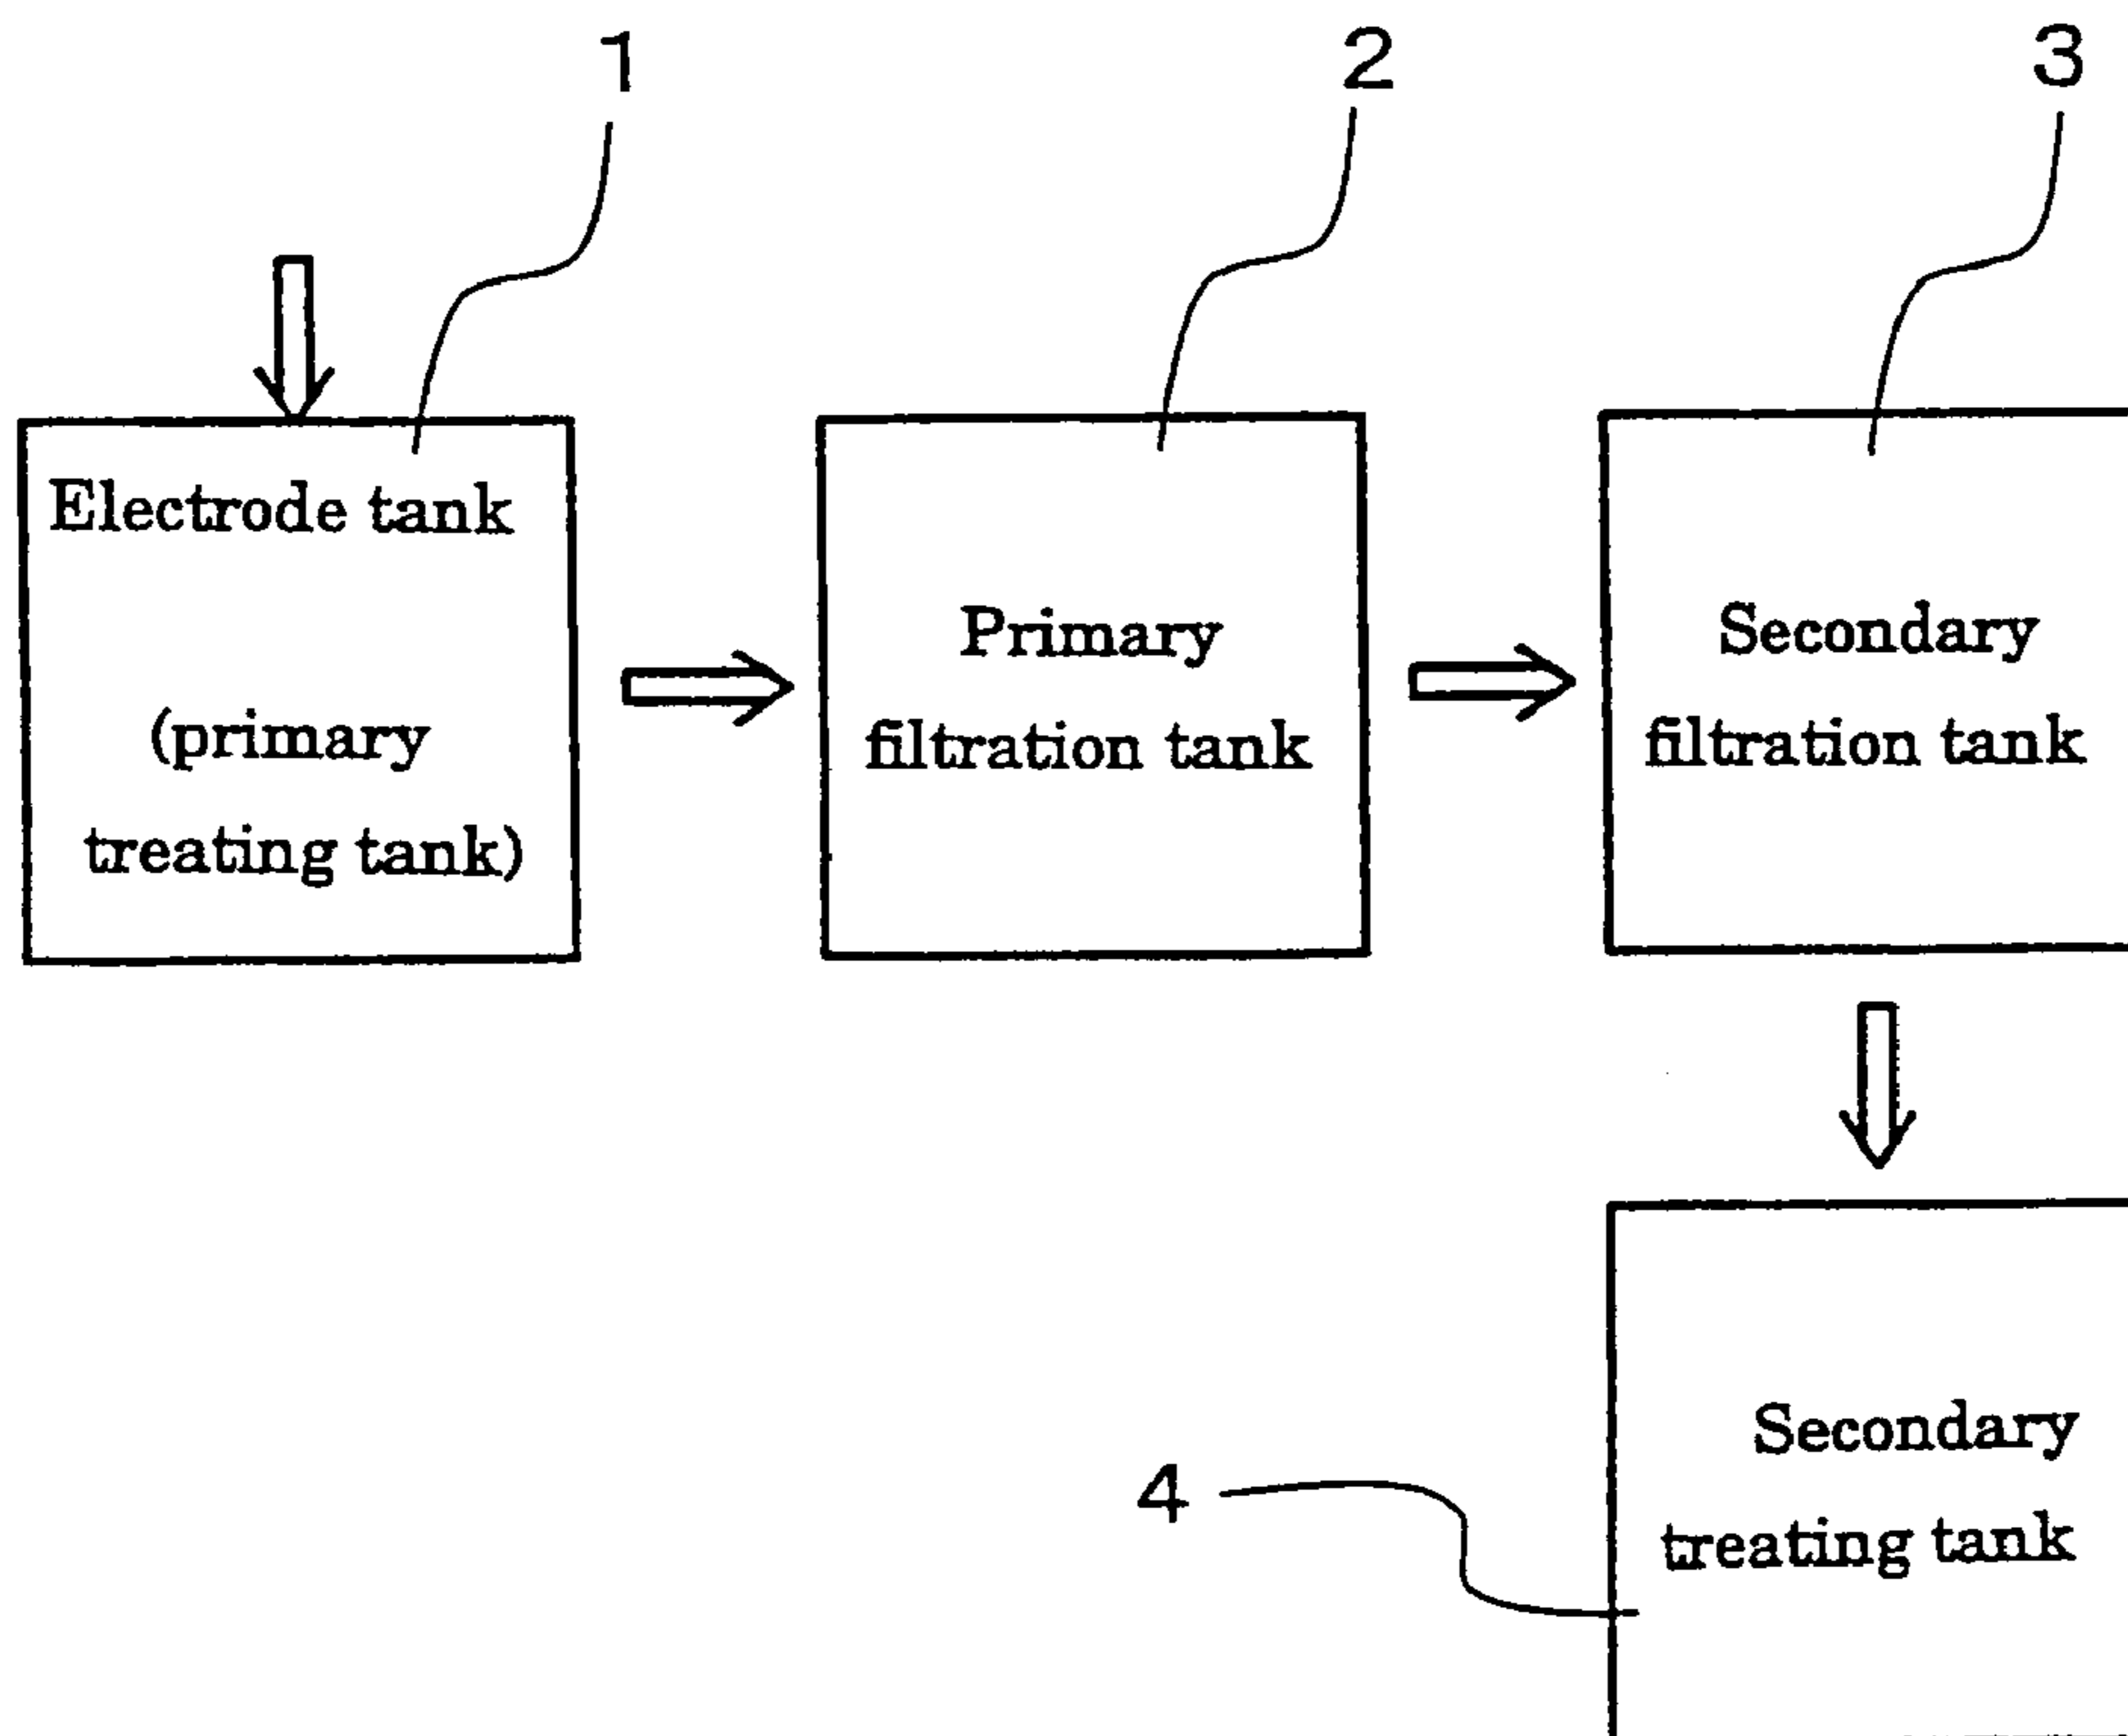 1
2
3
Electrode tank
(primary
treating tank)
Primary
filtration tank
Secondary
filtration tank
4
Secondary
treating tank